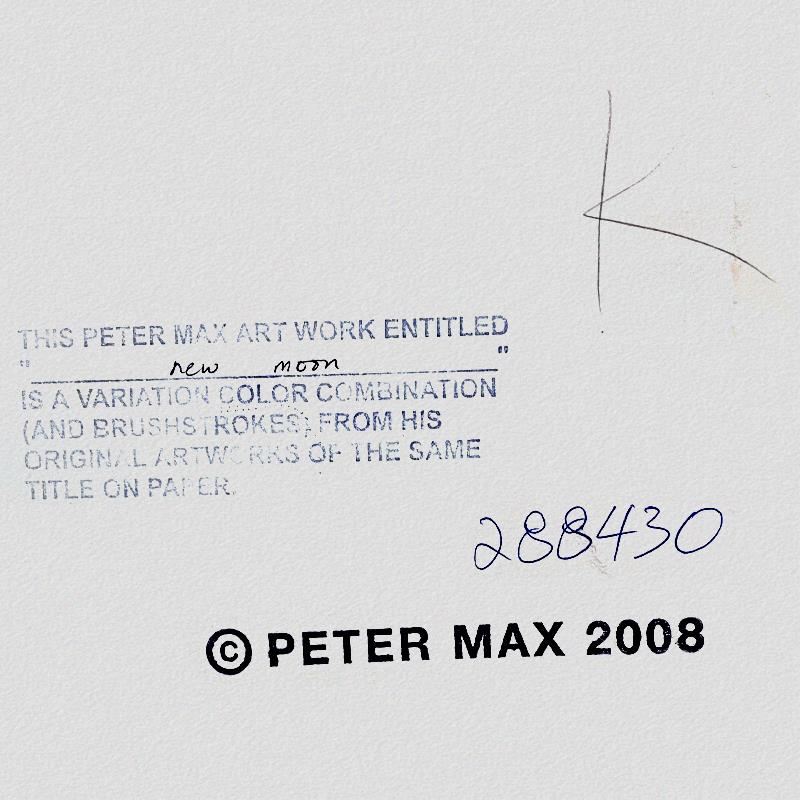 K
THIS PETER MAX ART WORK ENTITLED
" new moon "
IS A VARIATION COLOR COMBINATION
(AND BRUSHSTROKES) FROM HIS
ORIGINAL ARTWORKS OF THE SAME
TITLE ON PAPER.
288430
© PETER MAX 2008